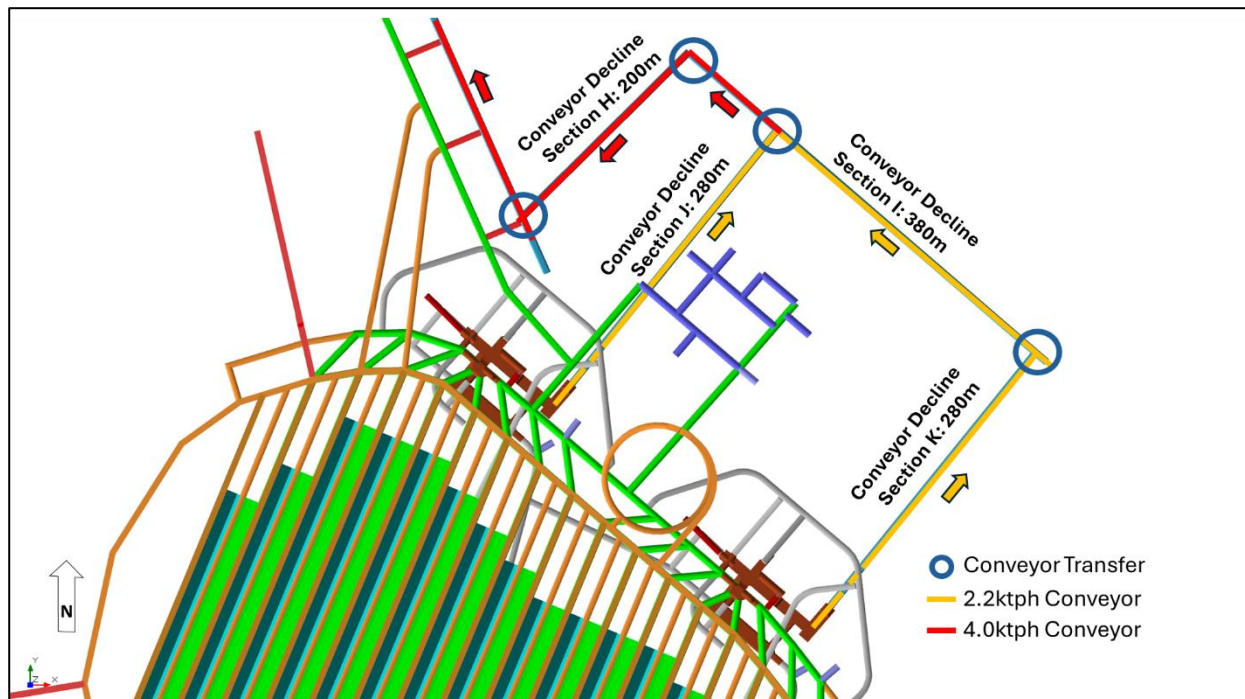 Conveyor Decline
Section H: 200m
Conveyor Decline
Section J: 280m
Conveyor Decline
Section I: 380m
Conveyor Decline
Section K: 280m
N
Conveyor Transfer
2.2ktph Conveyor
4.0ktph Conveyor
Y
Z
X